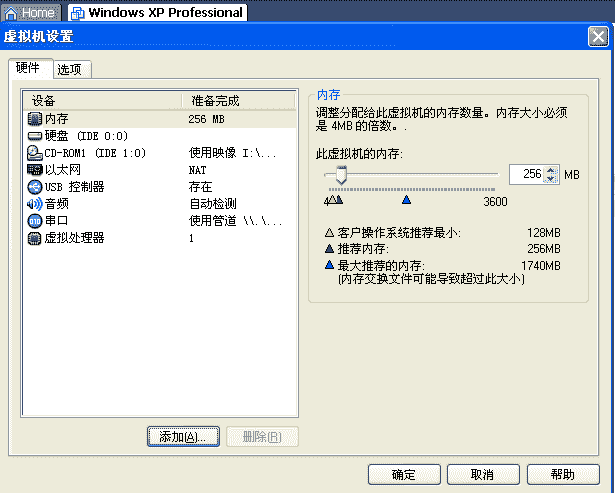 Home
Windows XP Professional
虚拟机设置
硬件
选项
设备 准备完成
内存 256 MB
硬盘 (IDE 0:0)
CD-ROM1 (IDE 1:0) 使用映像 I:\...
以太网 NAT
USB 控制器 存在
音频 自动检测
串口 使用管道 \\.\...
虚拟处理器 1
添加(A)...
删除(R)
内存
调整分配给此虚拟机的内存数量。内存大小必须
是 4MB 的倍数。.
此虚拟机的内存:
256 MB
4 3600
客户操作系统推荐最小: 128MB
推荐内存: 256MB
最大推荐的内存: 1740MB
(内存交换文件可能导致超过此大小)
确定
取消
帮助